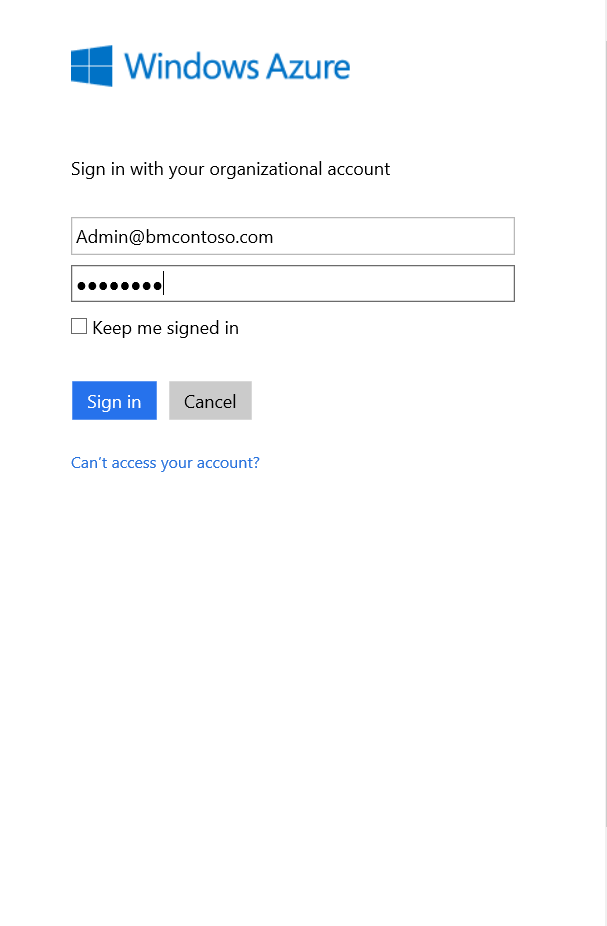 Windows Azure
Sign in with your organizational account
Admin@bmcontoso.com
••••••••
Keep me signed in
Sign in Cancel
Can't access your account?